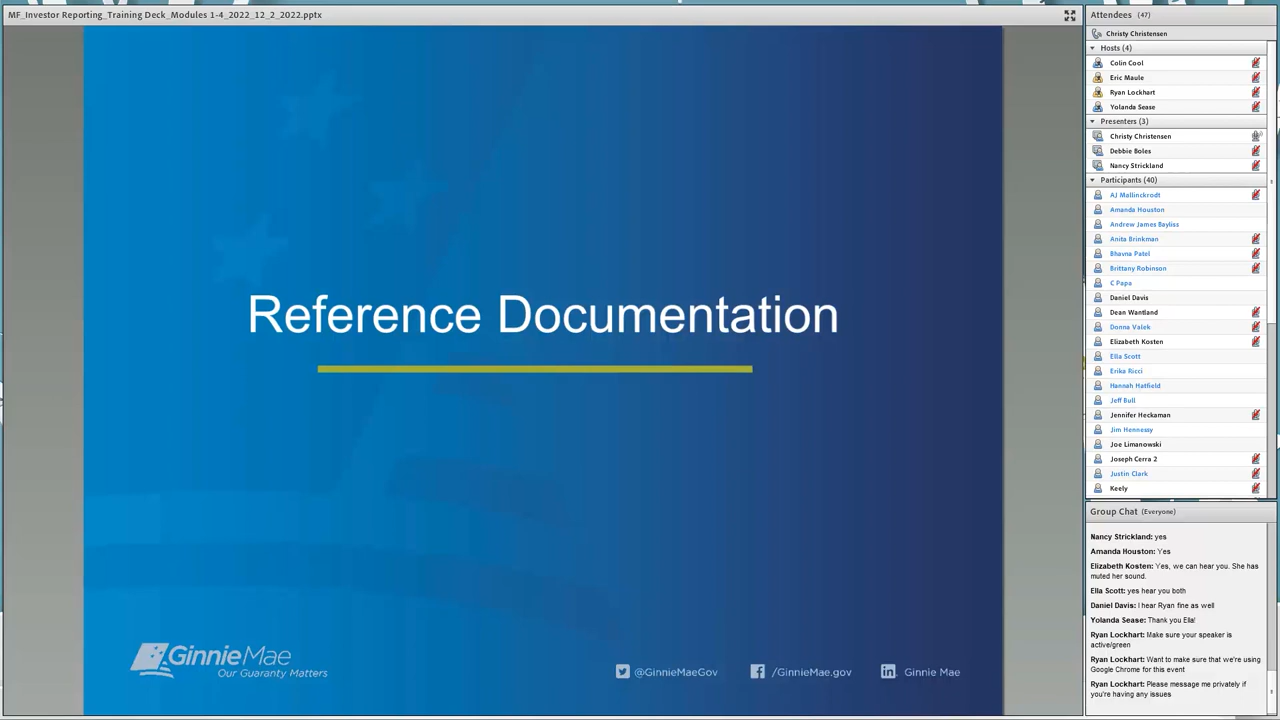 MF_Investor Reporting_Training Deck_Modules 1-4_2022_12_2_2022.pptx
Reference Documentation
GinnieMae
Our Guaranty Matters
@GinnieMaeGov
/GinnieMae.gov
Ginnie Mae
Attendees (47)
Christy Christensen
Hosts (4)
Colin Cool
Eric Maule
Ryan Lockhart
Yolanda Sease
Presenters (3)
Christy Christensen
Debbie Boles
Nancy Strickland
Participants (40)
AJ Mallinckrodt
Amanda Houston
Andrew James Bayliss
Anita Brinkman
Bhavna Patel
Brittany Robinson
C Papa
Daniel Davis
Dean Wantland
Donna Valek
Elizabeth Kosten
Ella Scott
Erika Ricci
Hannah Hatfield
Jeff Bull
Jennifer Heckaman
Jim Hennessy
Joe Limanowski
Joseph Cerra 2
Justin Clark
Keely
Group Chat (Everyone)
Nancy Strickland: yes
Amanda Houston: Yes
Elizabeth Kosten: Yes, we can hear you. She has
muted her sound.
Ella Scott: yes hear you both
Daniel Davis: I hear Ryan fine as well
Yolanda Sease: Thank you Ella!
Ryan Lockhart: Make sure your speaker is
active/green
Ryan Lockhart: Want to make sure that we're using
Google Chrome for this event
Ryan Lockhart: Please message me privately if
you're having any issues